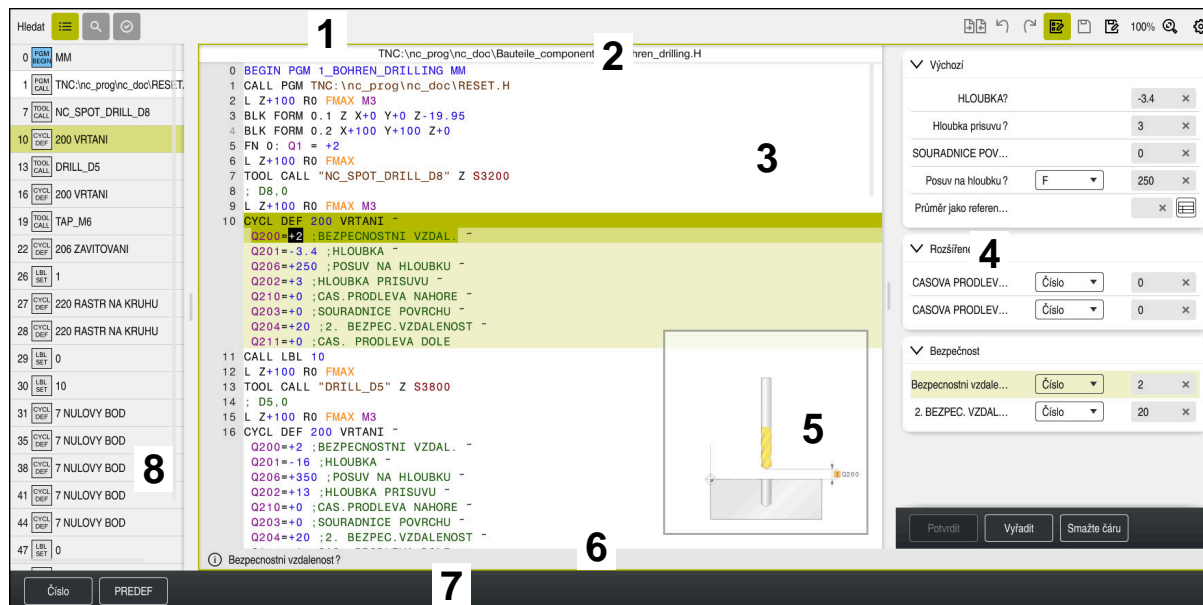 Hledat
1
100%
0 PGM BEGIN MM
1 PGM CALL TNC:\nc_prog\nc_doc\RESET.
7 TOOL CALL NC_SPOT_DRILL_D8
10 CYCL DEF 200 VRTANI
13 TOOL CALL DRILL_D5
16 CYCL DEF 200 VRTANI
19 TOOL CALL TAP_M6
22 CYCL DEF 206 ZAVITOVANI
26 LBL SET 1
27 CYCL DEF 220 RASTR NA KRUHU
28 CYCL DEF 220 RASTR NA KRUHU
29 LBL SET 0
30 LBL SET 10
31 CYCL DEF 7 NULOVY BOD
35 CYCL DEF 7 NULOVY BOD
38 CYCL DEF 7 NULOVY BOD
41 CYCL DEF 7 NULOVY BOD
44 CYCL DEF 7 NULOVY BOD
47 LBL SET 0
8
TNC:\nc_prog\nc_doc\Bauteile_component
2
hren_drilling.H
0 BEGIN PGM 1_BOHREN_DRILLING MM
1 CALL PGM TNC:\nc_prog\nc_doc\RESET.H
2 L Z+100 R0 FMAX M3
3 BLK FORM 0.1 Z X+0 Y+0 Z-19.95
4 BLK FORM 0.2 X+100 Y+100 Z+0
5 FN 0: Q1 = +2
6 L Z+100 R0 FMAX
7 TOOL CALL "NC_SPOT_DRILL_D8" Z S3200
8 ; D8,0
9 L Z+100 R0 FMAX M3
10 CYCL DEF 200 VRTANI ~
Q200=+2 ;BEZPECNOSTNI VZDAL. ~
Q201=-3.4 ;HLOUBKA ~
Q206=+250 ;POSUV NA HLOUBKU ~
Q202=+3 ;HLOUBKA PRISUVU ~
Q210=+0 ;CAS.PRODLEVA NAHORE ~
Q203=+0 ;SOURADNICE POVRCHU ~
Q204=+20 ;2. BEZPEC.VZDALENOST ~
Q211=+0 ;CAS. PRODLEVA DOLE
11 CALL LBL 10
12 L Z+100 R0 FMAX
13 TOOL CALL "DRILL_D5" Z S3800
14 ; D5,0
15 L Z+100 R0 FMAX M3
16 CYCL DEF 200 VRTANI ~
Q200=+2 ;BEZPECNOSTNI VZDAL. ~
Q201=-16 ;HLOUBKA ~
Q206=+350 ;POSUV NA HLOUBKU ~
Q202=+13 ;HLOUBKA PRISUVU ~
Q210=+0 ;CAS.PRODLEVA NAHORE ~
Q203=+0 ;SOURADNICE POVRCHU ~
Q204=+20 ;2. BEZPEC.VZDALENOST ~
3
5
Q200
6
Bezpecnostni vzdalenost?
Výchozí
HLOUBKA? -3.4 ×
Hloubka prisuvu? 3 ×
SOURADNICE POV... 0 ×
Posuv na hloubku? F 250 ×
Průměr jako referen... ×
Rozšířené
4
CASOVA PRODLEV... Číslo 0 ×
CASOVA PRODLEV... Číslo 0 ×
Bezpečnost
Bezpecnostni vzdale... Číslo 2 ×
2. BEZPEC. VZDAL... Číslo 20 ×
Potvrdit Vyřadit Smažte čáru
Číslo PREDEF
7